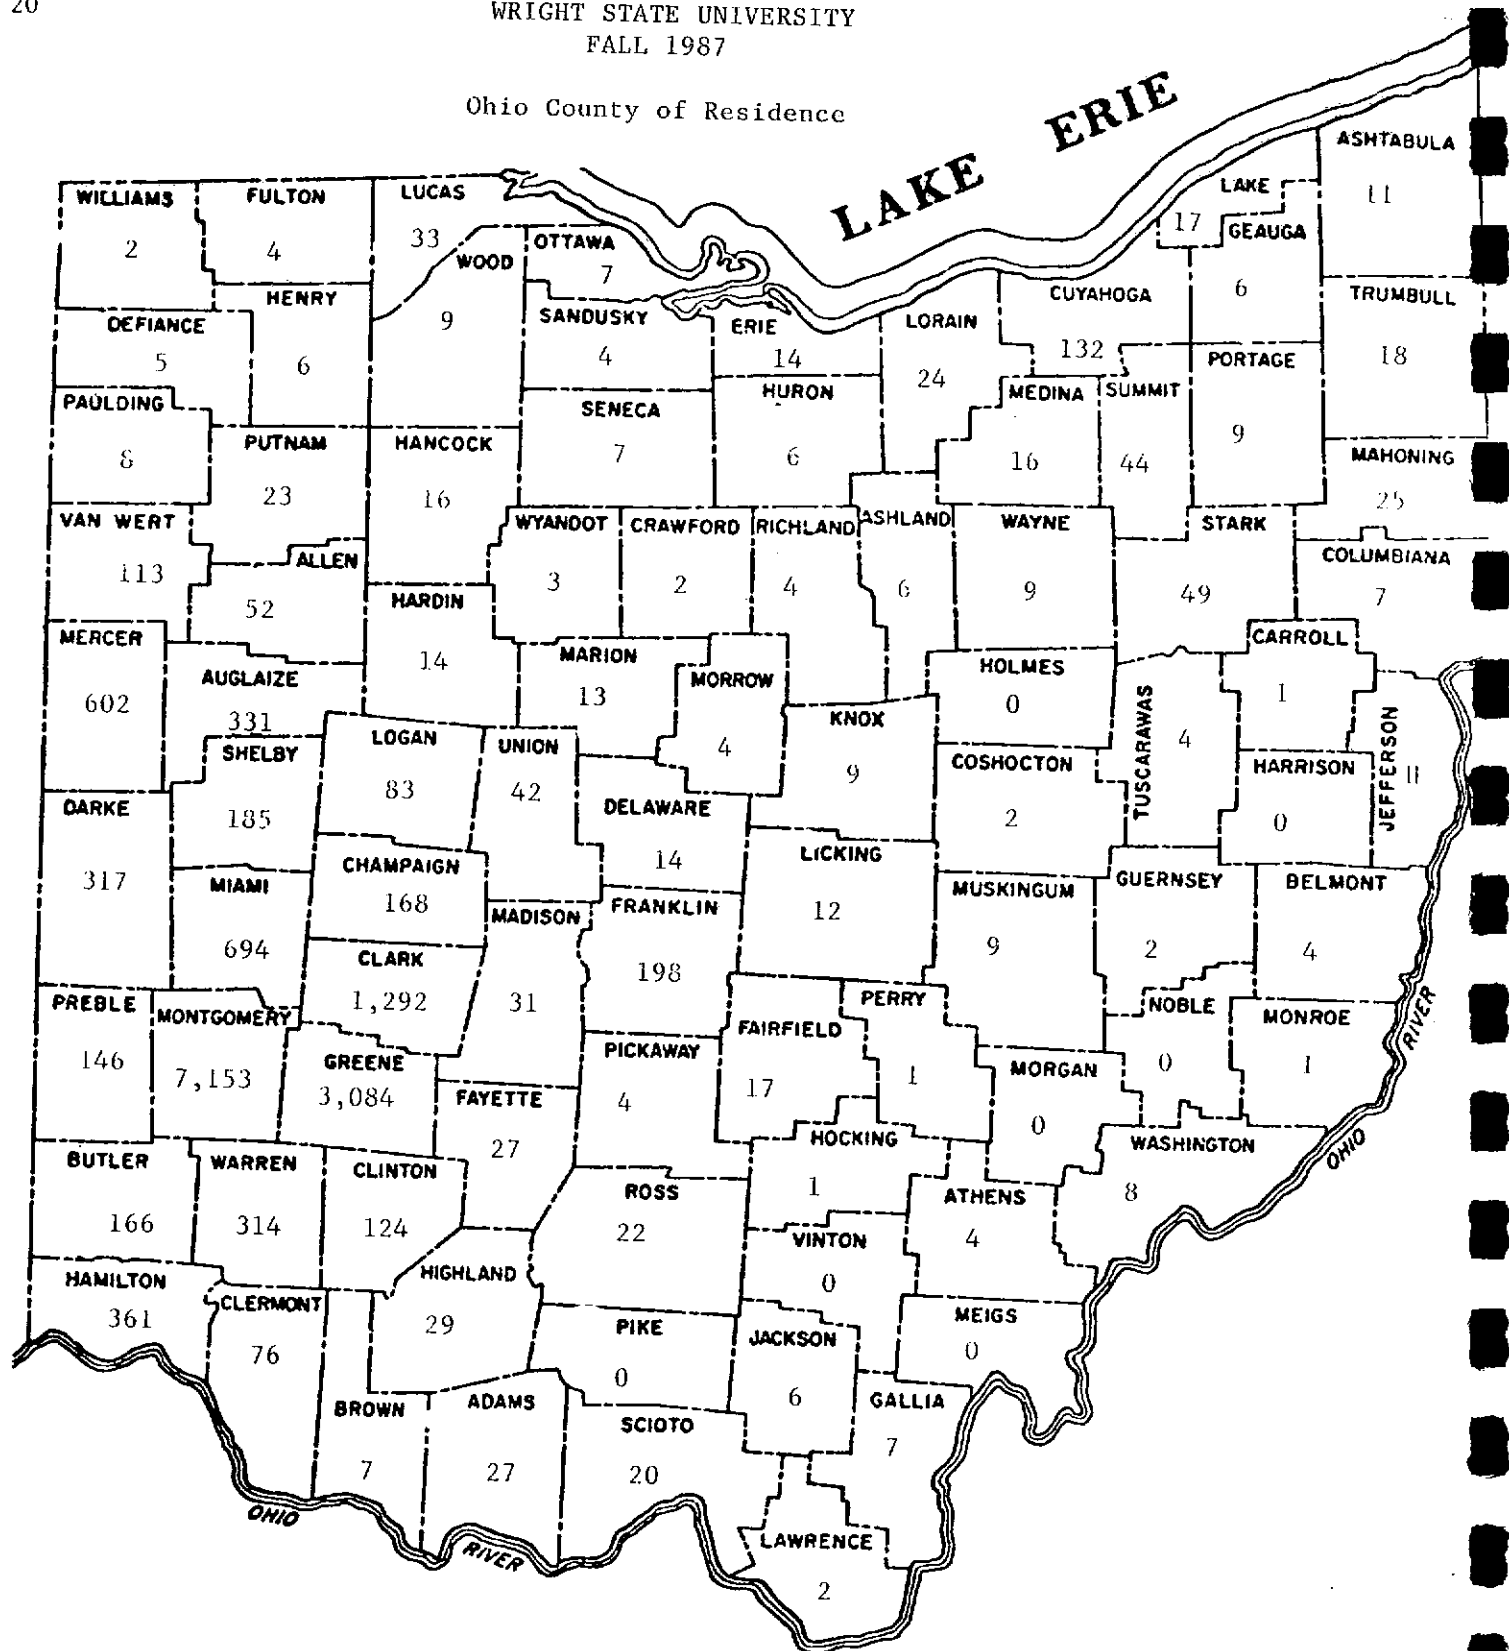 20
WRIGHT STATE UNIVERSITY
FALL 1987
Ohio County of Residence
LAKE ERIE
ASHTABULA
11
WILLIAMS
2
FULTON
4
LUCAS
33
LAKE
17
GEAUGA
6
OTTAWA
7
WOOD
9
HENRY
6
CUYAHOGA
132
TRUMBULL
18
DEFIANCE
5
SANDUSKY
4
ERIE
14
LORAIN
24
PORTAGE
9
PAULDING
8
SENECA
7
HURON
6
MEDINA
16
SUMMIT
44
PUTNAM
23
HANCOCK
16
MAHONING
25
VAN WERT
113
WYANDOT
3
CRAWFORD
2
RICHLAND
4
ASHLAND
6
WAYNE
9
STARK
49
COLUMBIANA
7
ALLEN
52
HARDIN
14
MERCER
602
AUGLAIZE
331
MARION
13
MORROW
4
HOLMES
0
CARROLL
1
TUSCARAWAS
4
JEFFERSON
KNOX
9
LOGAN
83
UNION
42
SHELBY
185
COSHOCTON
2
HARRISON
0
DARKE
317
DELAWARE
14
LICKING
12
CHAMPAIGN
168
MIAMI
694
MADISON
31
FRANKLIN
198
MUSKINGUM
9
GUERNSEY
2
BELMONT
4
CLARK
1,292
PREBLE
146
MONTGOMERY
7,153
GREENE
3,084
FAIRFIELD
17
PERRY
1
NOBLE
0
MONROE
1
PICKAWAY
4
MORGAN
0
FAYETTE
27
HOCKING
1
WASHINGTON
8
OHIO RIVER
BUTLER
166
WARREN
314
CLINTON
124
ROSS
22
ATHENS
4
VINTON
0
HAMILTON
361
CLERMONT
76
HIGHLAND
29
PIKE
0
JACKSON
6
MEIGS
0
BROWN
7
ADAMS
27
SCIOTO
20
GALLIA
7
OHIO RIVER
LAWRENCE
2